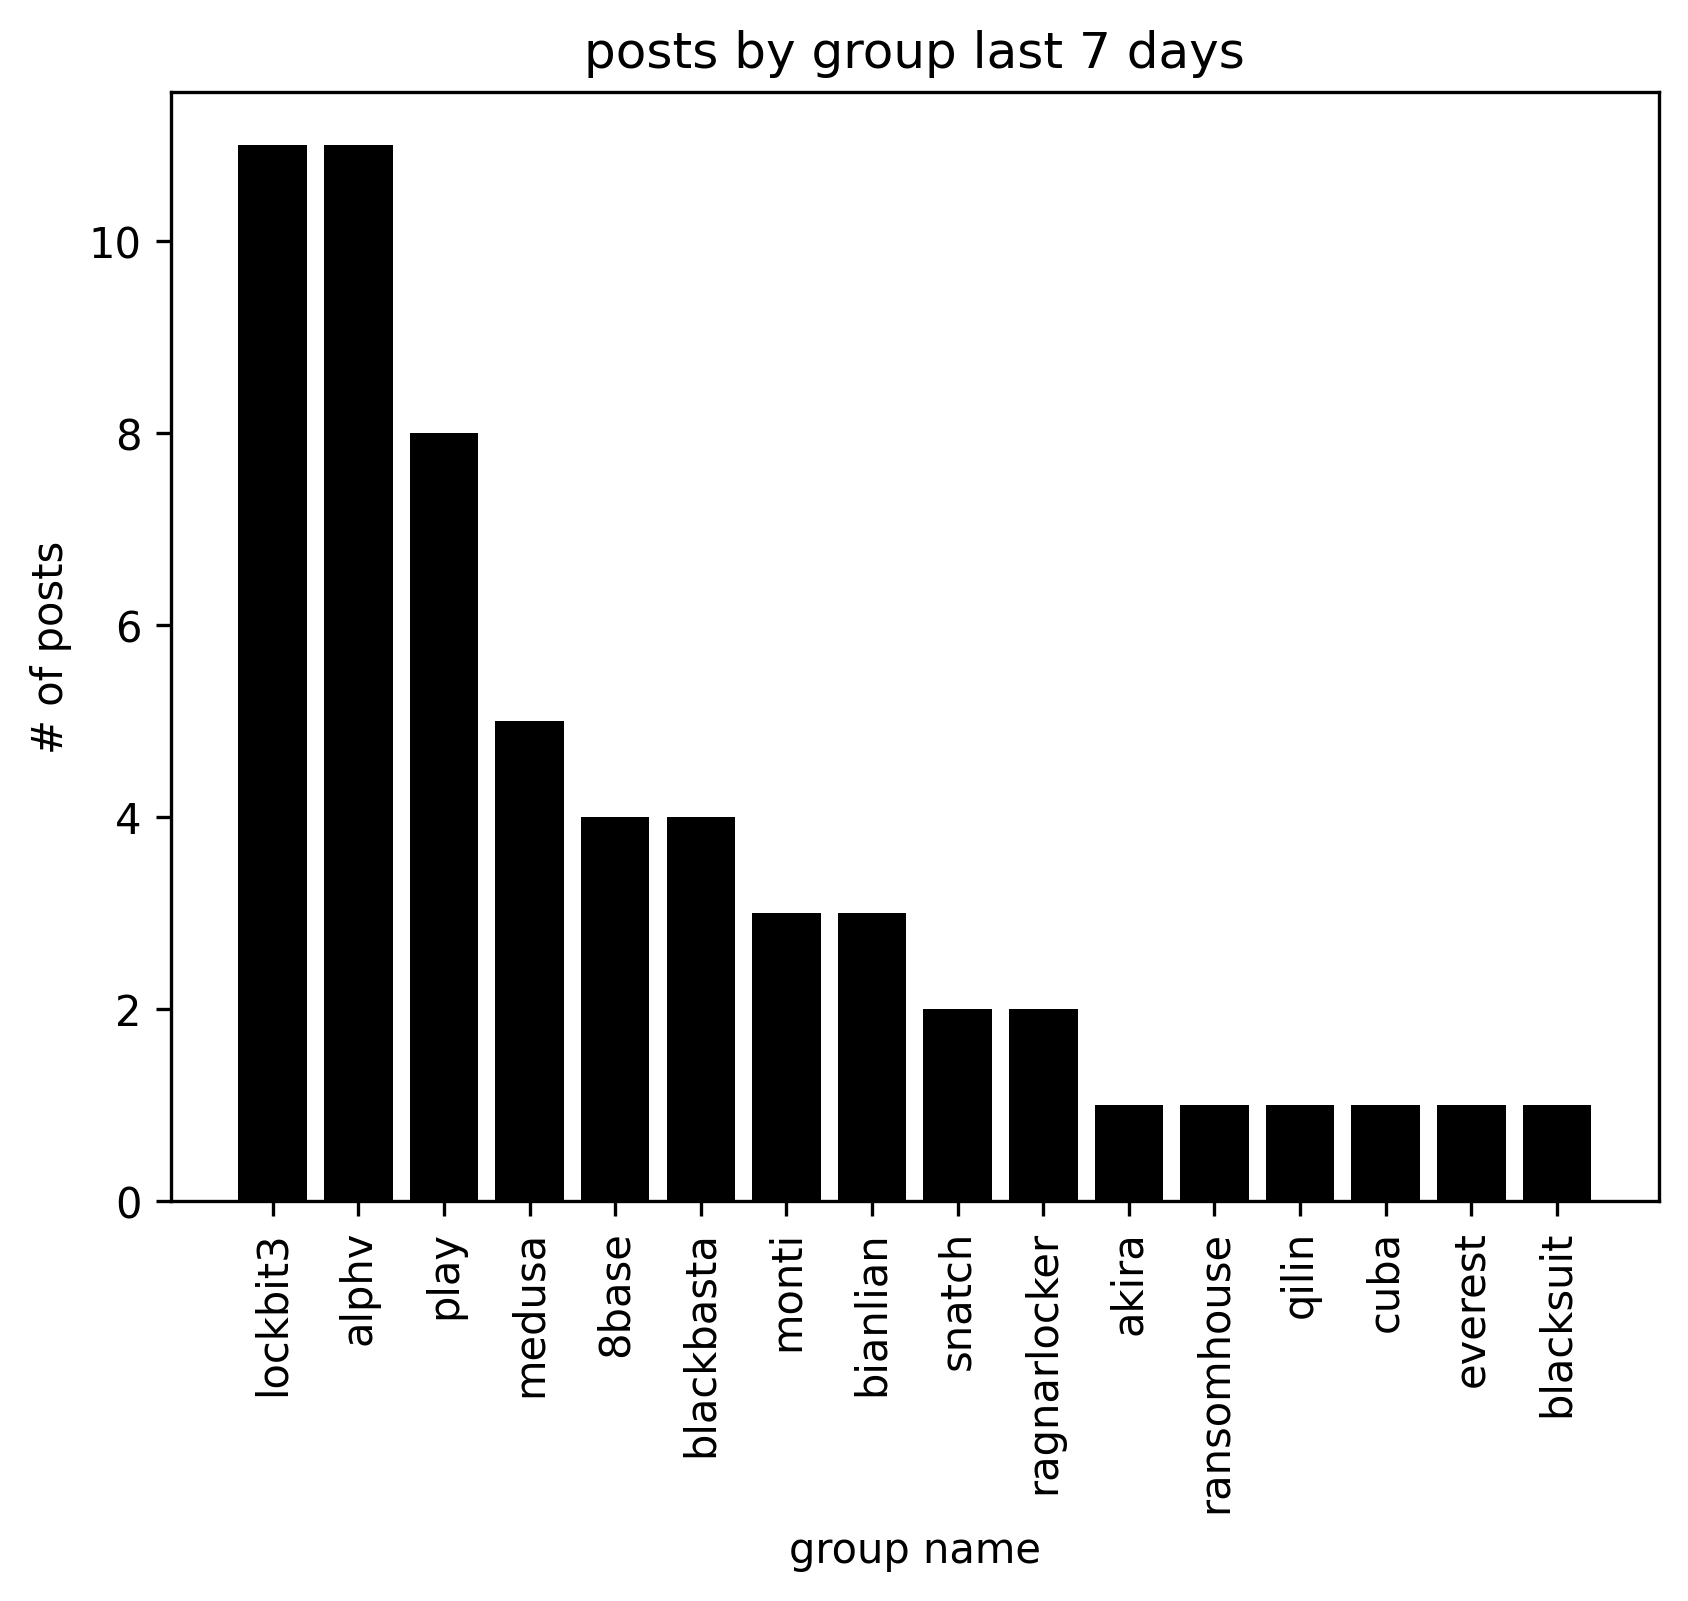 posts by group last 7 days
# of posts
10
8
6
4
2
0
lockbit3
alphv
play
medusa
8base
blackbasta
monti
bianlian
snatch
ragnarlocker
akira
ransomhouse
qilin
cuba
everest
blacksuit
group name